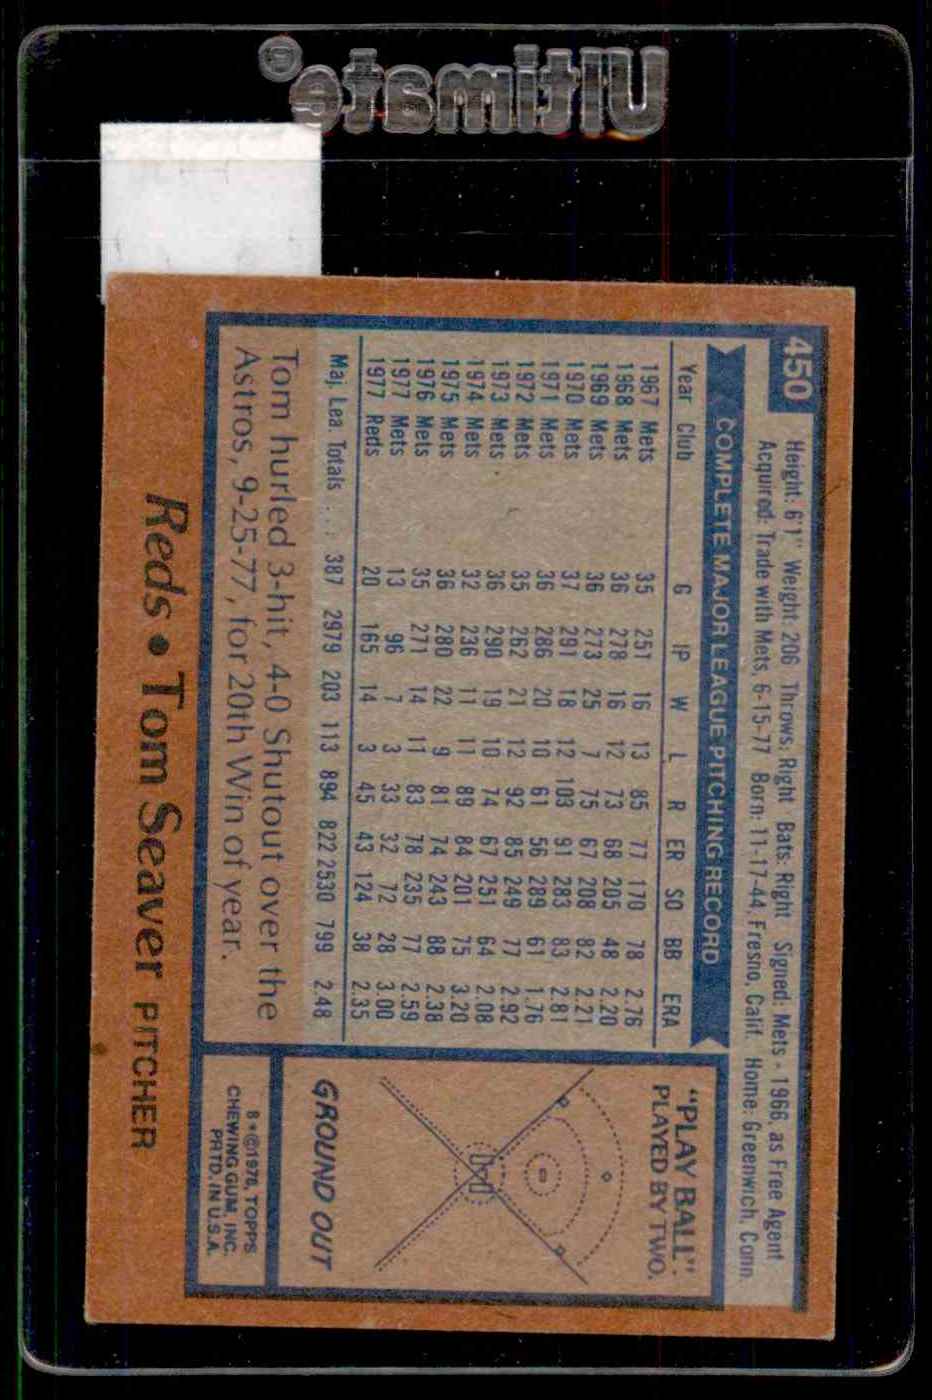 Ultimate®
450
Height: 6'1" Weight: 206 Throws: Right Bats: Right Signed: Mets - 1966, as Free Agent
Acquired: Trade with Mets, 6-15-77 Born: 11-17-44, Fresno, Calif. Home: Greenwich, Conn.
COMPLETE MAJOR LEAGUE PITCHING RECORD
Year Club G IP W L R ER SO BB ERA
1967 Mets 35 251 16 13 85 77 170 78 2.76
1968 Mets 36 278 16 12 73 68 205 48 2.20
1969 Mets 36 273 25 7 75 67 208 82 2.21
1970 Mets 37 291 18 12 103 91 283 83 2.81
1971 Mets 36 286 20 10 61 56 289 61 1.76
1972 Mets 35 262 21 12 92 85 249 77 2.92
1973 Mets 36 290 19 10 74 67 251 64 2.08
1974 Mets 32 236 11 11 89 84 201 75 3.20
1975 Mets 36 280 22 9 81 74 243 88 2.38
1976 Mets 35 271 14 11 83 78 235 77 2.59
1977 Mets 13 96 7 3 33 32 72 28 3.00
1977 Reds 20 165 14 3 45 43 124 38 2.35
Maj. Lea. Totals ... 387 2979 203 113 894 822 2530 799 2.48
Tom hurled 3-hit, 4-0 Shutout over the
Astros, 9-25-77, for 20th Win of year.
"PLAY BALL"
PLAYED BY TWO.
GROUND OUT
8 * © 1978, TOPPS
CHEWING GUM, INC.
PRTD. IN U.S.A.
Reds • Tom Seaver PITCHER